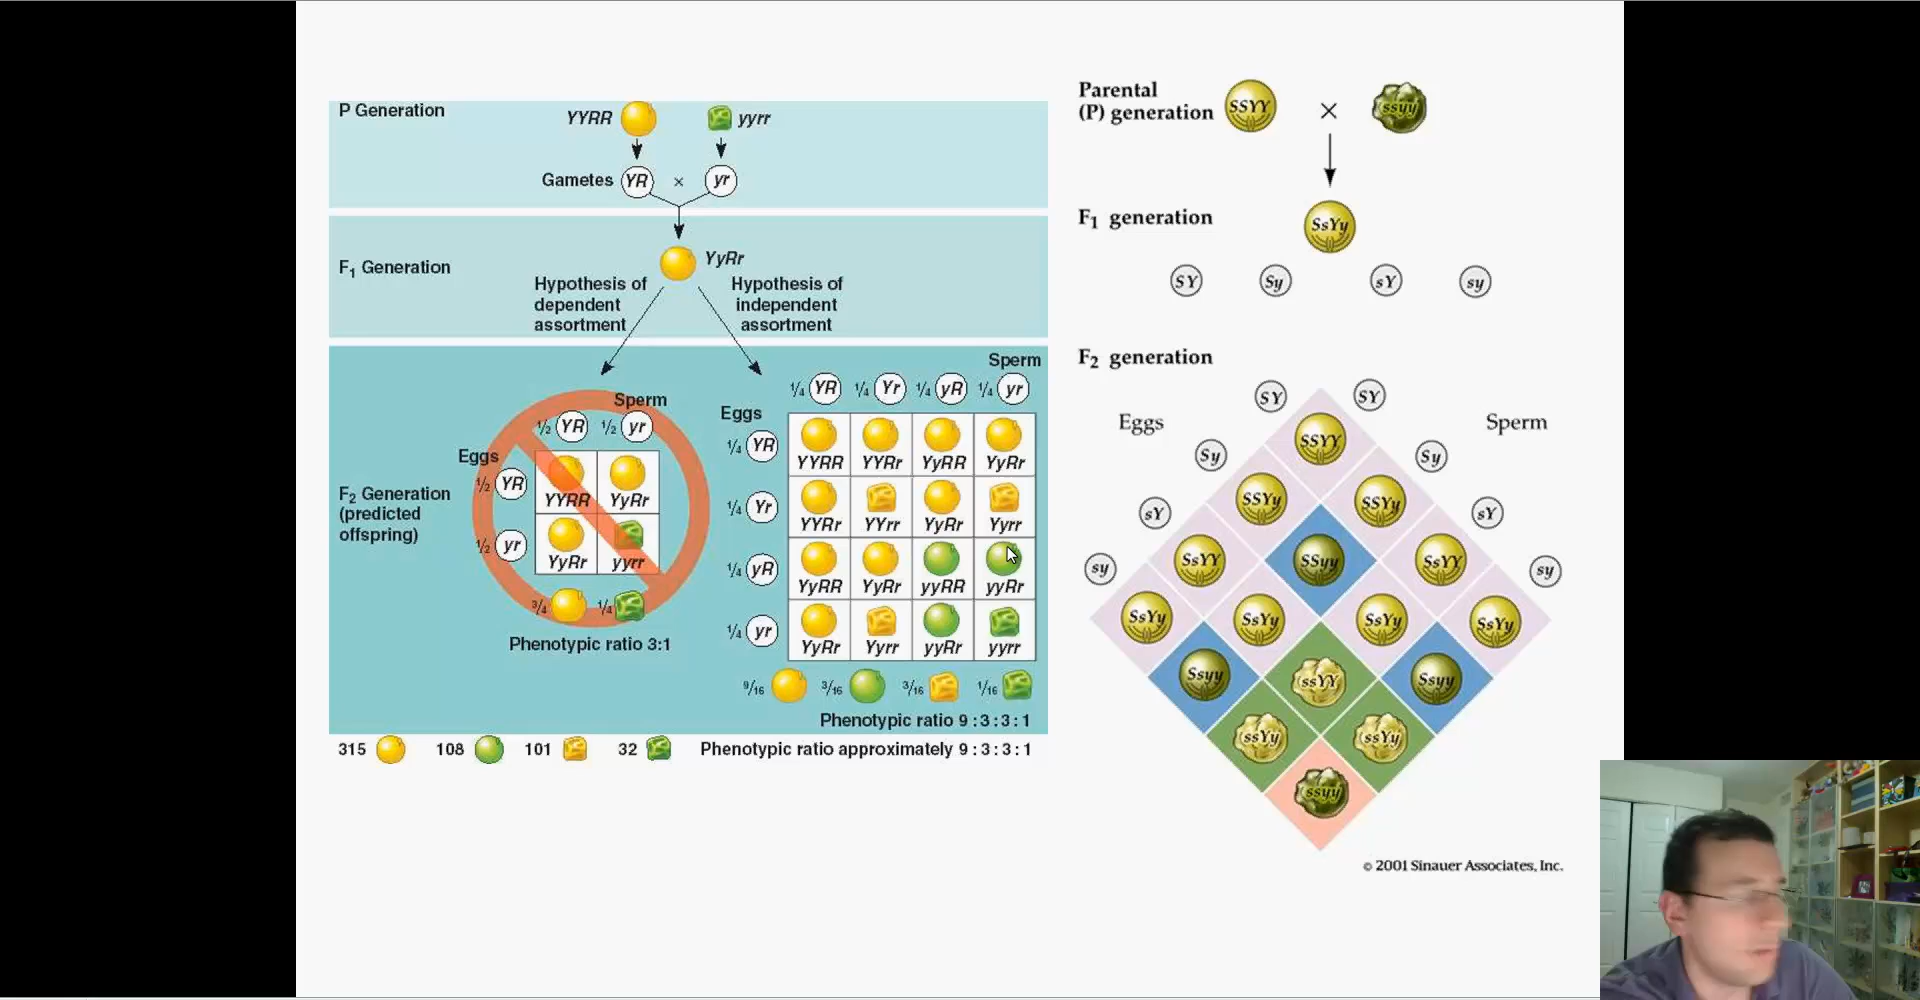 P Generation
YYRR
yyrr
Gametes YR × yr
F1 Generation
YyRr
Hypothesis of
dependent
assortment
Hypothesis of
independent
assortment
F2 Generation
(predicted
offspring)
Sperm
1/2 YR 1/2 yr
Eggs
1/2 YR
YYRR YyRr
1/2 yr
YyRr yyrr
3/4 1/4
Phenotypic ratio 3:1
Sperm
1/4 YR 1/4 Yr 1/4 yR 1/4 yr
Eggs
1/4 YR
YYRR YYRr YyRR YyRr
1/4 Yr
YYRr YYrr YyRr Yyrr
1/4 yR
YyRR YyRr yyRR yyRr
1/4 yr
YyRr Yyrr yyRr yyrr
9/16 3/16 3/16 1/16
Phenotypic ratio 9 : 3 : 3 : 1
315 108 101 32 Phenotypic ratio approximately 9 : 3 : 3 : 1
Parental
(P) generation
SSYY × ssyy
F1 generation
SsYy
SY Sy sY sy
F2 generation
Eggs
Sperm
SY SY
SSYY
Sy Sy
SSYy SSYy
sY sY
SsYY SSyy SsYY
sy sy
SsYy SsYy SsYy SsYy
Ssyy ssYY Ssyy
ssYy ssYy
ssyy
© 2001 Sinauer Associates, Inc.